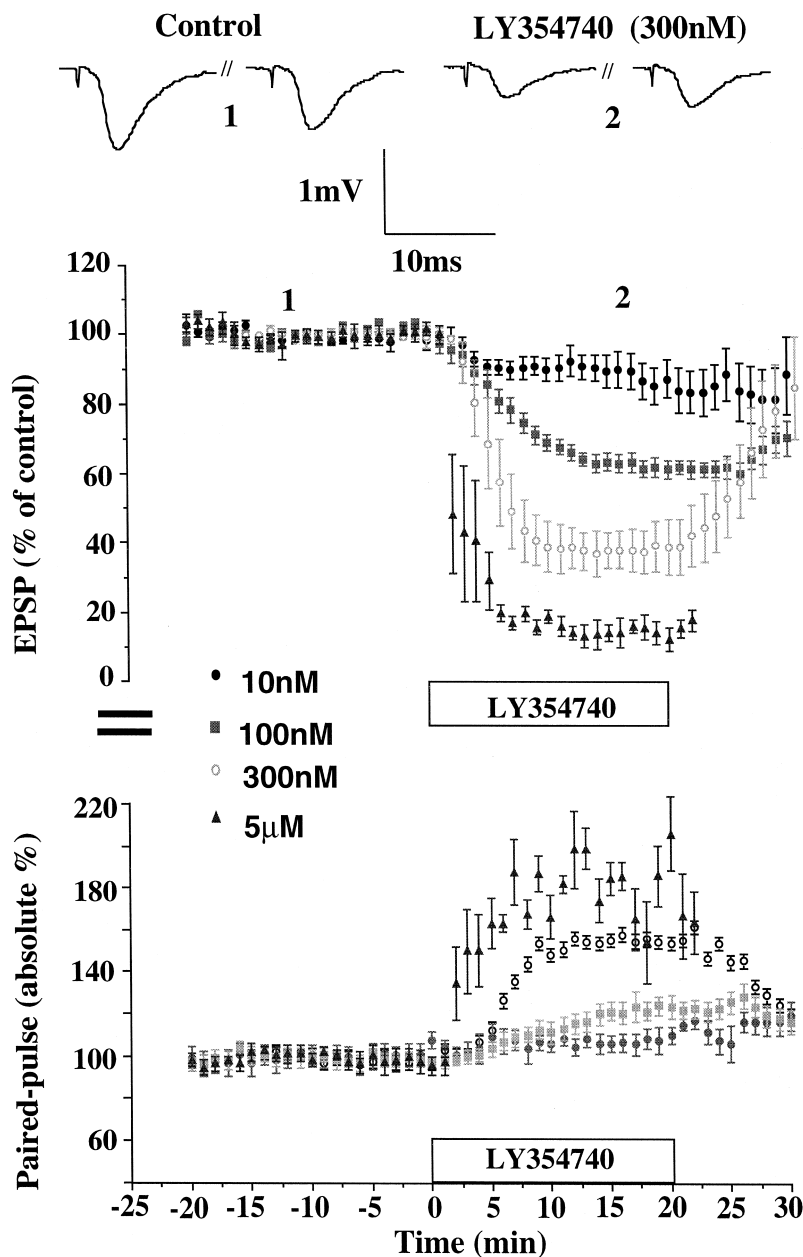 Control
LY354740 (300nM)
//
//
1
2
1mV
10ms
120
100
80
60
40
20
0
EPSP (% of control)
1
2
LY354740
10nM
100nM
300nM
5μM
220
180
140
100
60
Paired-pulse (absolute %)
LY354740
-25 -20 -15 -10 -5 0 5 10 15 20 25 30
Time (min)